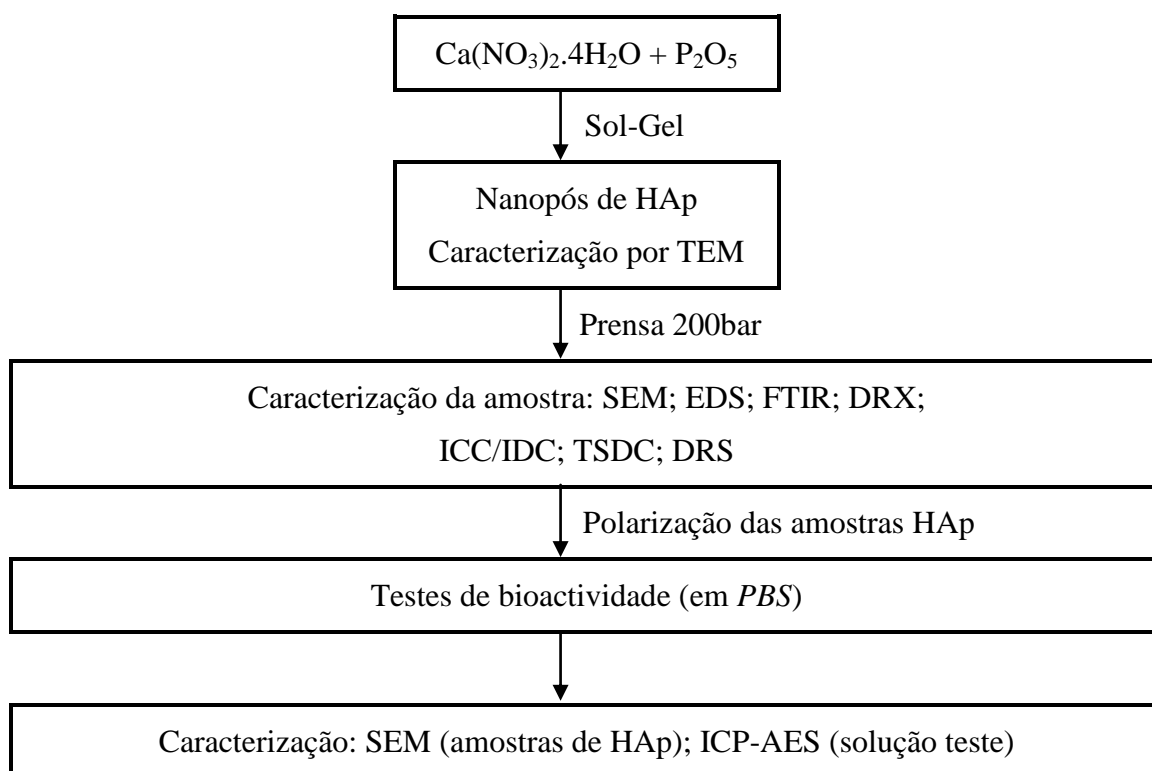 Ca(NO₃)₂.4H₂O + P₂O₅
Sol-Gel
Nanopós de HAp
Caracterização por TEM
Prensa 200bar
Caracterização da amostra: SEM; EDS; FTIR; DRX;
ICC/IDC; TSDC; DRS
Polarização das amostras HAp
Testes de bioactividade (em PBS)
Caracterização: SEM (amostras de HAp); ICP-AES (solução teste)